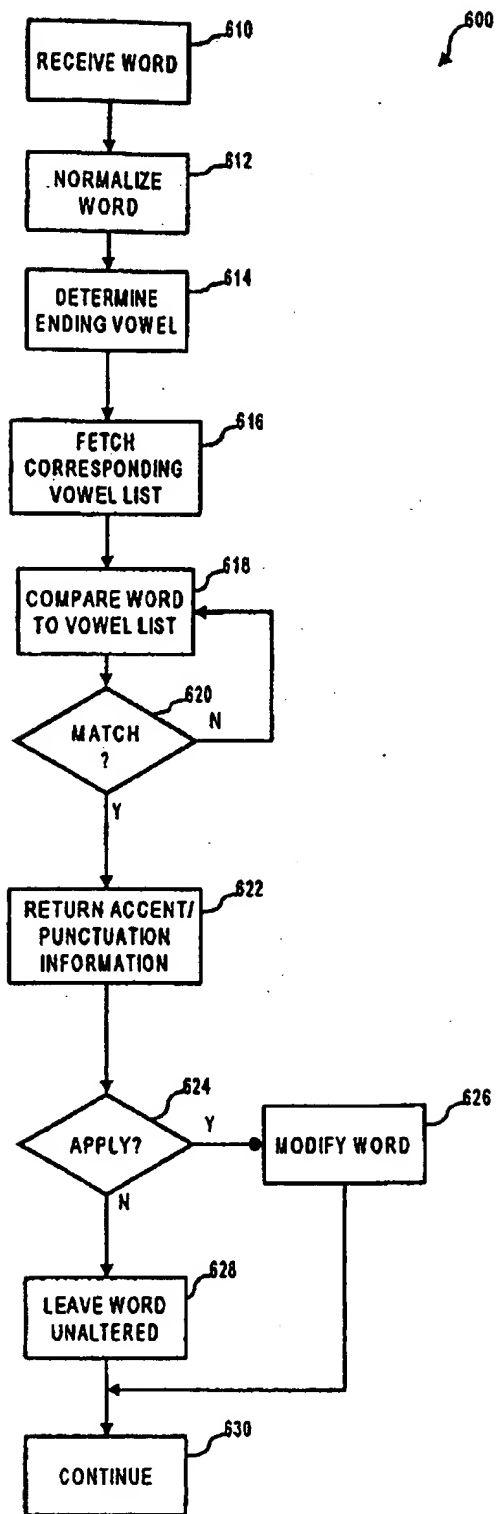 600
610
RECEIVE WORD
612
NORMALIZE
WORD
614
DETERMINE
ENDING VOWEL
616
FETCH
CORRESPONDING
VOWEL LIST
618
COMPARE WORD
TO VOWEL LIST
620
MATCH
?
N
Y
622
RETURN ACCENT/
PUNCTUATION
INFORMATION
624
APPLY?
Y
626
MODIFY WORD
N
628
LEAVE WORD
UNALTERED
630
CONTINUE